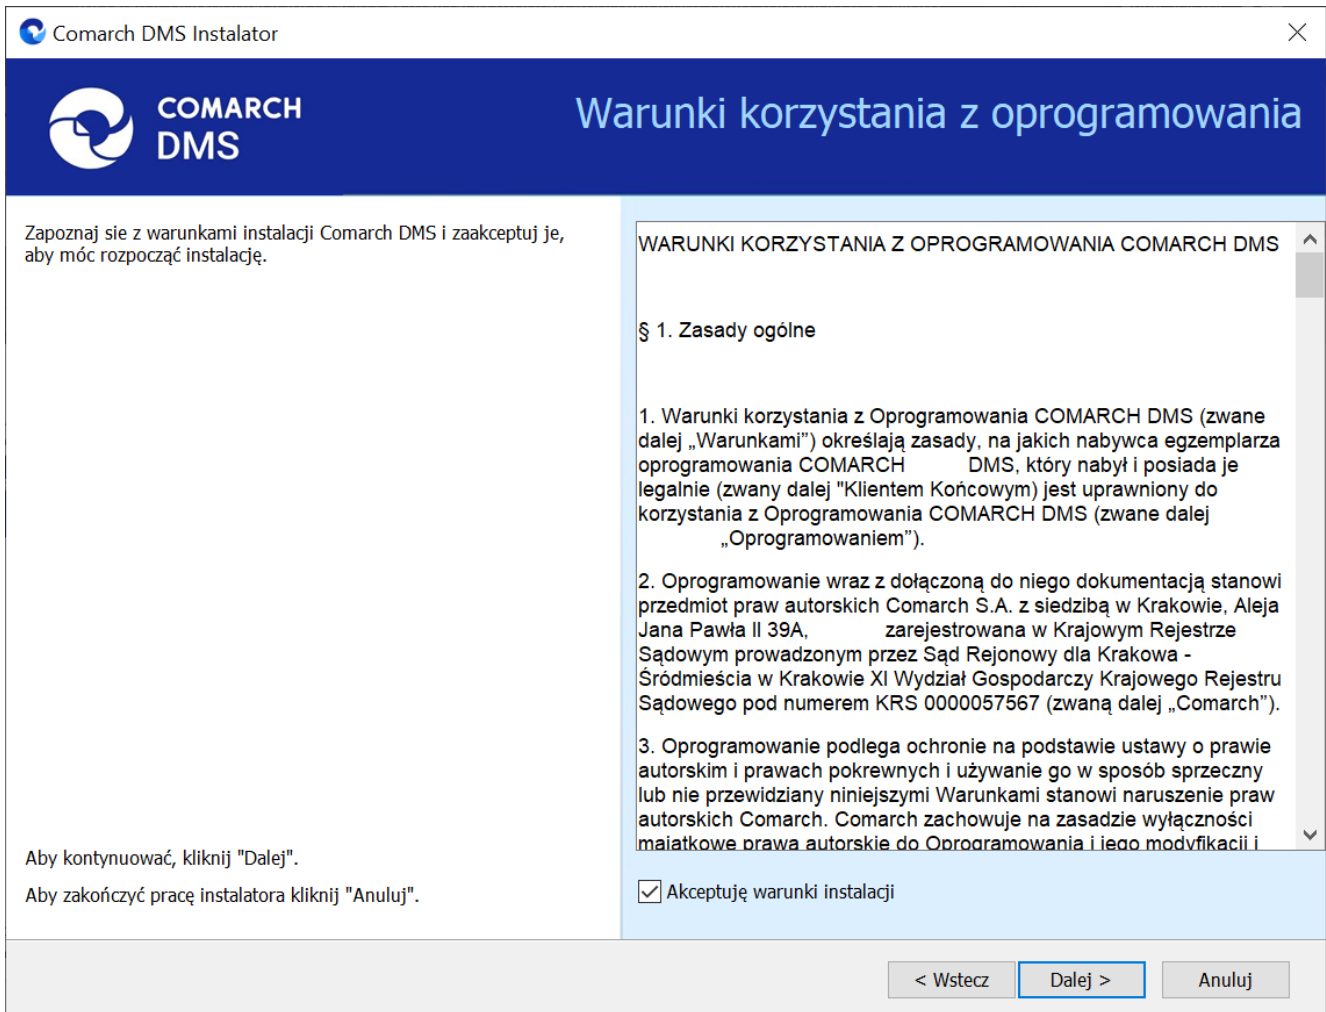 Comarch DMS Instalator
COMARCH
DMS
Warunki korzystania z oprogramowania
Zapoznaj sie z warunkami instalacji Comarch DMS i zaakceptuj je,
aby móc rozpocząć instalację.
WARUNKI KORZYSTANIA Z OPROGRAMOWANIA COMARCH DMS
§ 1. Zasady ogólne
1. Warunki korzystania z Oprogramowania COMARCH DMS (zwane
dalej „Warunkami”) określają zasady, na jakich nabywca egzemplarza
oprogramowania COMARCH DMS, który nabył i posiada je
legalnie (zwany dalej "Klientem Końcowym) jest uprawniony do
korzystania z Oprogramowania COMARCH DMS (zwane dalej
„Oprogramowaniem”).
2. Oprogramowanie wraz z dołączoną do niego dokumentacją stanowi
przedmiot praw autorskich Comarch S.A. z siedzibą w Krakowie, Aleja
Jana Pawła II 39A, zarejestrowana w Krajowym Rejestrze
Sądowym prowadzonym przez Sąd Rejonowy dla Krakowa -
Śródmieścia w Krakowie XI Wydział Gospodarczy Krajowego Rejestru
Sądowego pod numerem KRS 0000057567 (zwaną dalej „Comarch”).
3. Oprogramowanie podlega ochronie na podstawie ustawy o prawie
autorskim i prawach pokrewnych i używanie go w sposób sprzeczny
lub nie przewidziany niniejszymi Warunkami stanowi naruszenie praw
autorskich Comarch. Comarch zachowuje na zasadzie wyłączności
majątkowe prawa autorskie do Oprogramowania i jego modyfikacji i
Aby kontynuować, kliknij "Dalej".
Aby zakończyć pracę instalatora kliknij "Anuluj".
Akceptuję warunki instalacji
< Wstecz
Dalej >
Anuluj